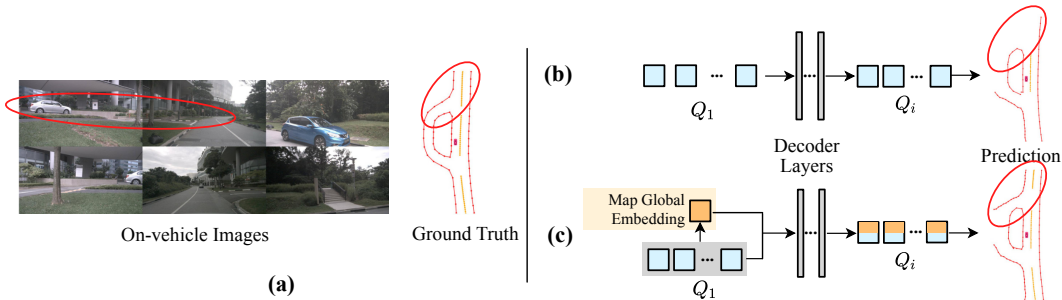 On-vehicle Images
Ground Truth
(a)
(b)
Q1
Decoder
Layers
Qi
Prediction
(c)
Map Global
Embedding
Q1
Qi